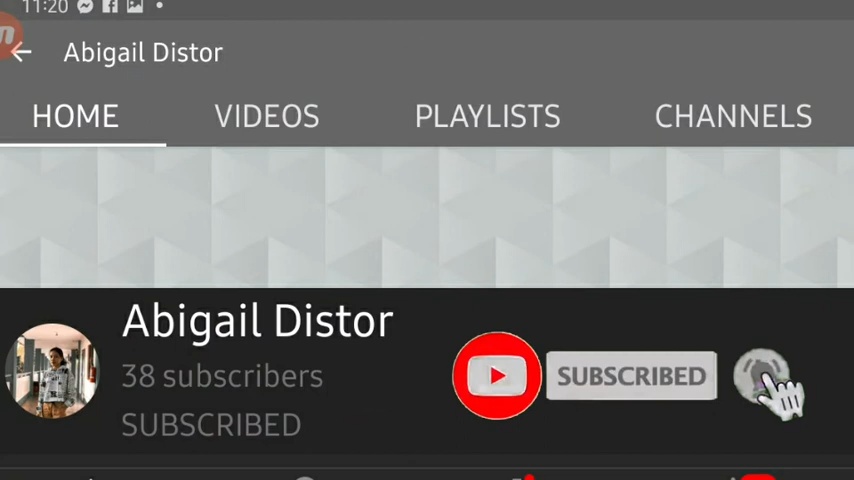 11:20
Abigail Distor
HOME VIDEOS PLAYLISTS CHANNELS
Abigail Distor
38 subscribers
SUBSCRIBED
SUBSCRIBED